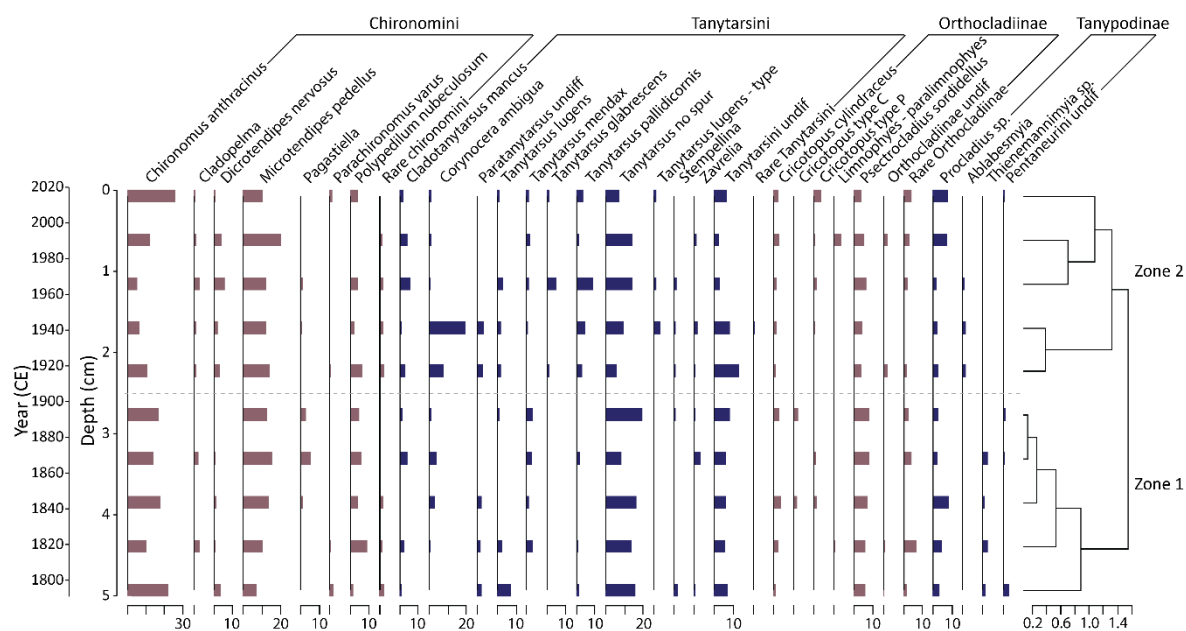 Chironomini
Tanytarsini
Orthocladiinae
Tanypodinae
Chironomus anthracinus
Cladopelma
Dicrotendipes nervosus
Microtendipes pedellus
Pagastiella
Parachironomus varus
Polypedilum nubeculosum
Rare chironomini
Cladotanytarsus mancus
Corynocera ambigua
Paratanytarsus undiff
Tanytarsus lugens
Tanytarsus mendax
Tanytarsus glabrescens
Tanytarsus pallidicornis
Tanytarsus no spur
Tanytarsus lugens - type
Stempellina
Zavrelia
Tanytarsini undif
Rare Tanytarsini
Cricotopus cylindraceus
Cricotopus type C
Cricotopus type P
Limnophyes - paralimnophyes
Psectrocladius sordidellus
Orthocladiinae undif
Rare Orthocladiinae
Procladius sp.
Ablabesmyia
Thienemannimyia sp.
Pentaneurini undiff
Year (CE)
2020
2000
1980
1960
1940
1920
1900
1880
1860
1840
1820
1800
Depth (cm)
0
1
2
3
4
5
Zone 2
Zone 1
30 10 10 20 10 10 10 20 10 10 10 20 10 10 10 10 0.2 0.6 1.0 1.4